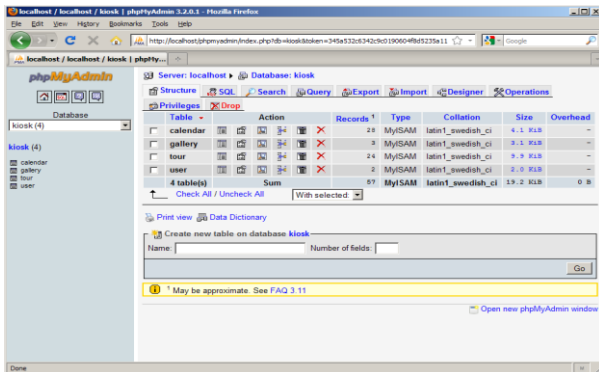 localhost / localhost / kiosk | phpMyAdmin 3.2.0.1 - Mozilla Firefox
File Edit View History Bookmarks Tools Help
http://localhost/phpmyadmin/index.php?db=kiosk&token=345a532c6342c9c0190604f8d5235a11
Google
localhost / localhost / kiosk | phpMy...
phpMyAdmin
Database
kiosk (4)
kiosk (4)
calendar
gallery
tour
user
Server: localhost Database: kiosk
Structure SQL Search Query Export Import Designer Operations
Privileges Drop
Table Action Records 1 Type Collation Size Overhead
calendar 28 MyISAM latin1_swedish_ci 4.1 KiB -
gallery 3 MyISAM latin1_swedish_ci 3.1 KiB -
tour 24 MyISAM latin1_swedish_ci 9.9 KiB -
user 2 MyISAM latin1_swedish_ci 2.0 KiB -
4 table(s) Sum 57 MyISAM latin1_swedish_ci 19.2 KiB 0 B
Check All / Uncheck All With selected:
Print view Data Dictionary
Create new table on database kiosk
Name: Number of fields:
Go
1 May be approximate. See FAQ 3.11
Open new phpMyAdmin window
Done